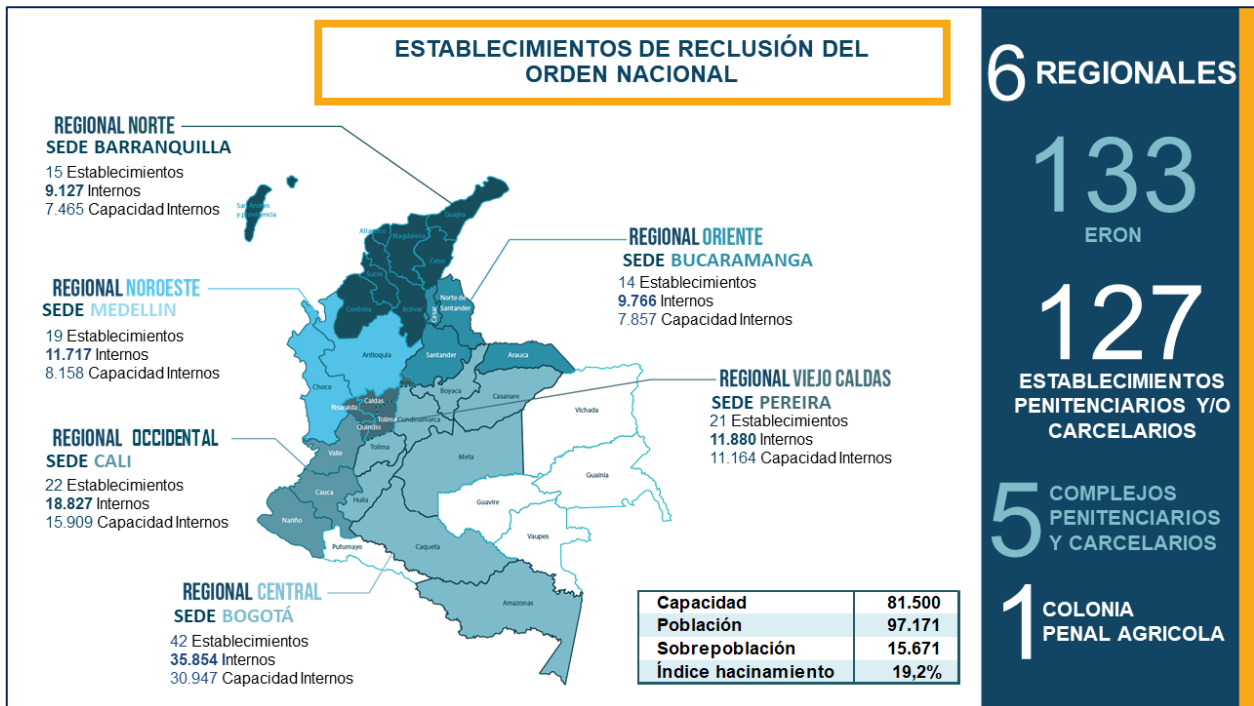 ESTABLECIMIENTOS DE RECLUSIÓN DEL
ORDEN NACIONAL
REGIONAL NORTE
SEDE BARRANQUILLA
15 Establecimientos
9.127 Internos
7.465 Capacidad Internos
REGIONAL ORIENTE
SEDE BUCARAMANGA
14 Establecimientos
9.766 Internos
7.857 Capacidad Internos
REGIONAL NOROESTE
SEDE MEDELLIN
19 Establecimientos
11.717 Internos
8.158 Capacidad Internos
REGIONAL VIEJO CALDAS
SEDE PEREIRA
21 Establecimientos
11.880 Internos
11.164 Capacidad Internos
REGIONAL OCCIDENTAL
SEDE CALI
22 Establecimientos
18.827 Internos
15.909 Capacidad Internos
REGIONAL CENTRAL
SEDE BOGOTÁ
42 Establecimientos
35.854 Internos
30.947 Capacidad Internos
San Andres
y providencia
Guajira
Atlantico
Magdalena
Cesar
Sucre
Cordoba
Bolivar
Cesar
Norte de
Santander
Antioquia
Santander
Arauca
Choco
Boyaca
Casanare
Risaralda
Caldas
Vichada
Tolima
Cundinamarca
Quindio
Valle
Tolima
Meta
Guainia
Cauca
Huila
Guavire
Nariño
Vaupes
Putumayo
Caqueta
Amazonas
Capacidad 81.500
Población 97.171
Sobrepoblación 15.671
Índice hacinamiento 19,2%
6 REGIONALES
133
ERON
127
ESTABLECIMIENTOS
PENITENCIARIOS Y/O
CARCELARIOS
5 COMPLEJOS
PENITENCIARIOS
Y CARCELARIOS
1 COLONIA
PENAL AGRICOLA